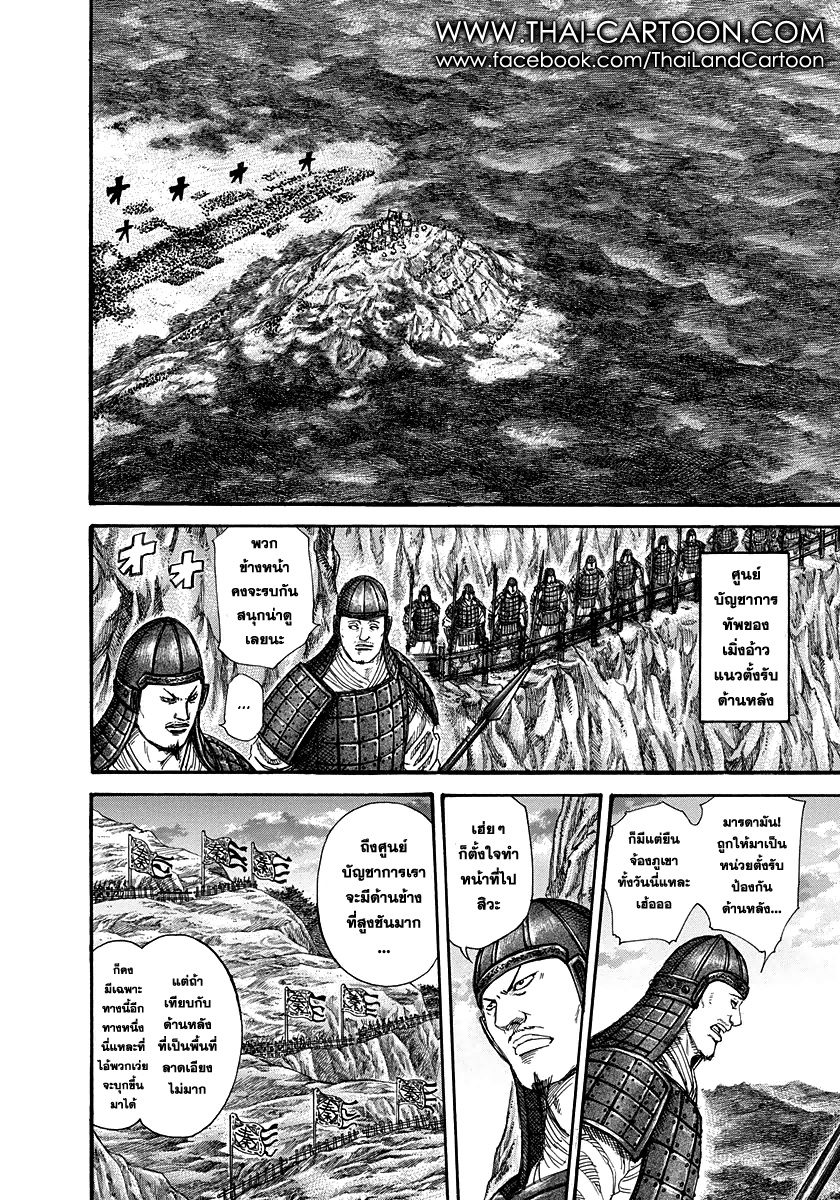 WWW.THAI-CARTOON.COM
www.facebook.com/ThaiLandCartoon
ศูนย์
บัญชาการ
ทัพของ
เมิ่งอ้าว
แนวตั้งรับ
ด้านหลัง
พวก
ข้างหน้า
คงจะรบกัน
สนุกน่าดู
เลยนะ
...
มารดามัน!
ถูกให้มาเป็น
หน่วยตั้งรับ
ป้องกัน
ด้านหลัง...
ก็มีแต่ยืน
จ้องภูเขา
ทั้งวันนี่แหละ
เฮ้อออ
เฮ่ยๆ
ก็ตั้งใจทำ
หน้าที่ไป
สิวะ
ถึงศูนย์
บัญชาการเรา
จะมีด้านข้าง
ที่สูงชันมาก
...
แต่ถ้า
เทียบกับ
ด้านหลัง
ที่เป็นพื้นที่
ลาดเอียง
ไม่มาก
ก็คง
มีเฉพาะ
ทางนี้อีก
ทางหนึ่ง
นี่แหละที่
ไอ้พวกเว่ย
จะบุกขึ้น
มาได้